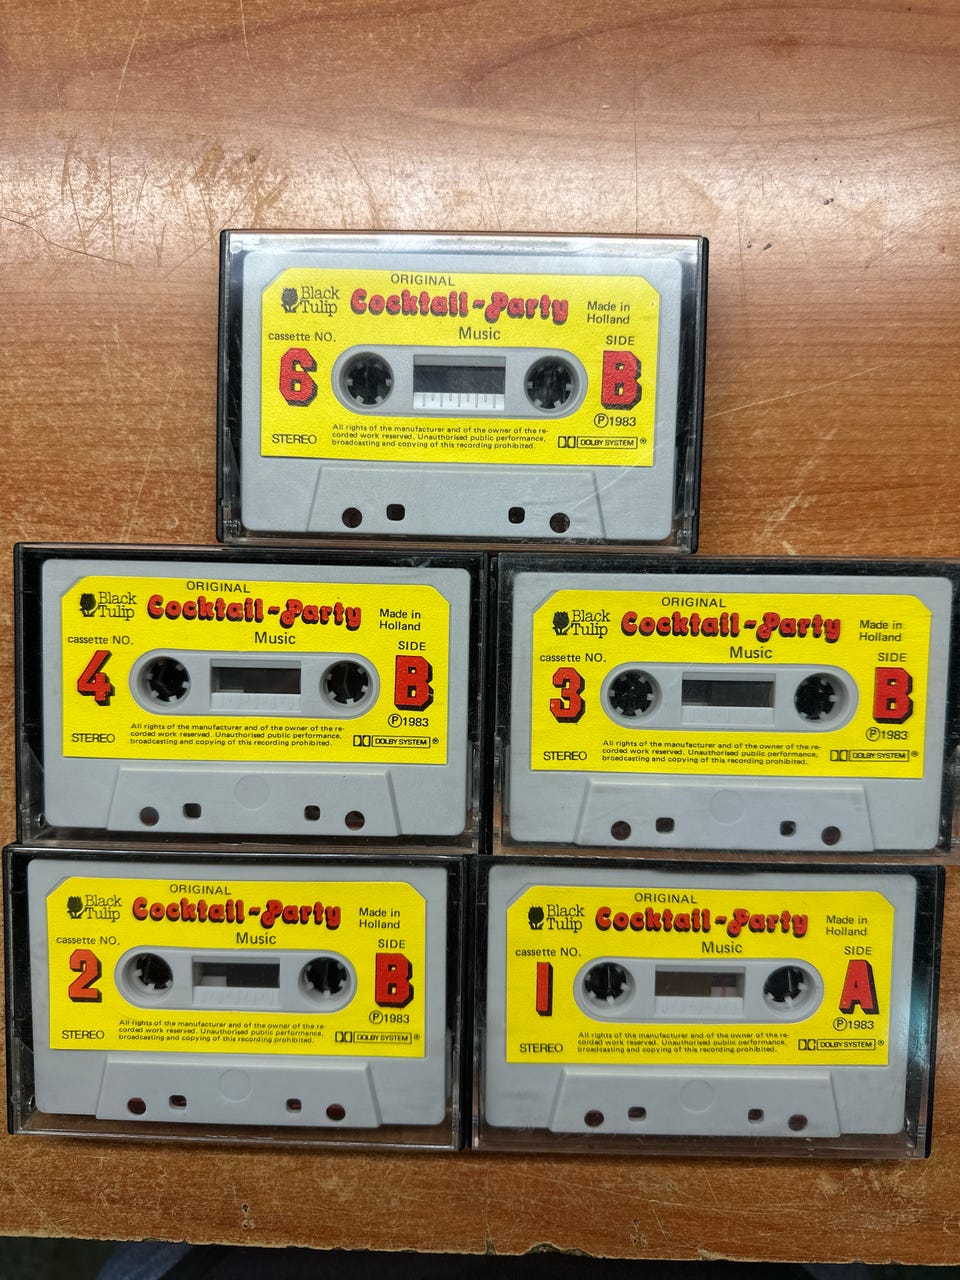 ORIGINAL
Black Tulip
Cocktail~Party
Music
Made in
Holland
cassette NO.
6
SIDE
B
℗1983
STEREO
All rights of the manufacturer and of the owner of the re-
corded work reserved. Unauthorised public performance,
broadcasting and copying of this recording prohibited.
DOLBY SYSTEM®
ORIGINAL
Black Tulip
Cocktail~Party
Music
Made in
Holland
cassette NO.
4
SIDE
B
℗1983
STEREO
All rights of the manufacturer and of the owner of the re-
corded work reserved. Unauthorised public performance,
broadcasting and copying of this recording prohibited.
DOLBY SYSTEM®
ORIGINAL
Black Tulip
Cocktail~Party
Music
Made in
Holland
cassette NO.
3
SIDE
B
℗1983
STEREO
All rights of the manufacturer and of the owner of the re-
corded work reserved. Unauthorised public performance,
broadcasting and copying of this recording prohibited.
DOLBY SYSTEM®
ORIGINAL
Black Tulip
Cocktail~Party
Music
Made in
Holland
cassette NO.
2
SIDE
B
℗1983
STEREO
All rights of the manufacturer and of the owner of the re-
corded work reserved. Unauthorised public performance,
broadcasting and copying of this recording prohibited.
DOLBY SYSTEM®
ORIGINAL
Black Tulip
Cocktail~Party
Music
Made in
Holland
cassette NO.
1
SIDE
A
℗1983
STEREO
All rights of the manufacturer and of the owner of the re-
corded work reserved. Unauthorised public performance,
broadcasting and copying of this recording prohibited.
DOLBY SYSTEM®